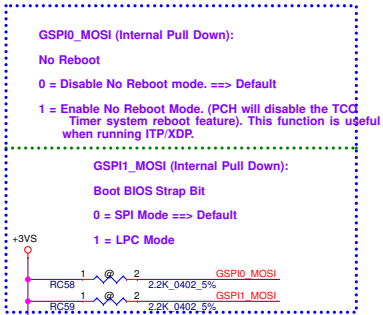 GSPI0_MOSI (Internal Pull Down):
No Reboot
0 = Disable No Reboot mode. ==> Default
1 = Enable No Reboot Mode. (PCH will disable the TCO
Timer system reboot feature). This function is useful
when running ITP/XDP.
GSPI1_MOSI (Internal Pull Down):
Boot BIOS Strap Bit
0 = SPI Mode ==> Default
1 = LPC Mode
+3VS
1 @ 2 GSPI0_MOSI
RC58 2.2K_0402_5%
1 @ 2 GSPI1_MOSI
RC59 2.2K_0402_5%